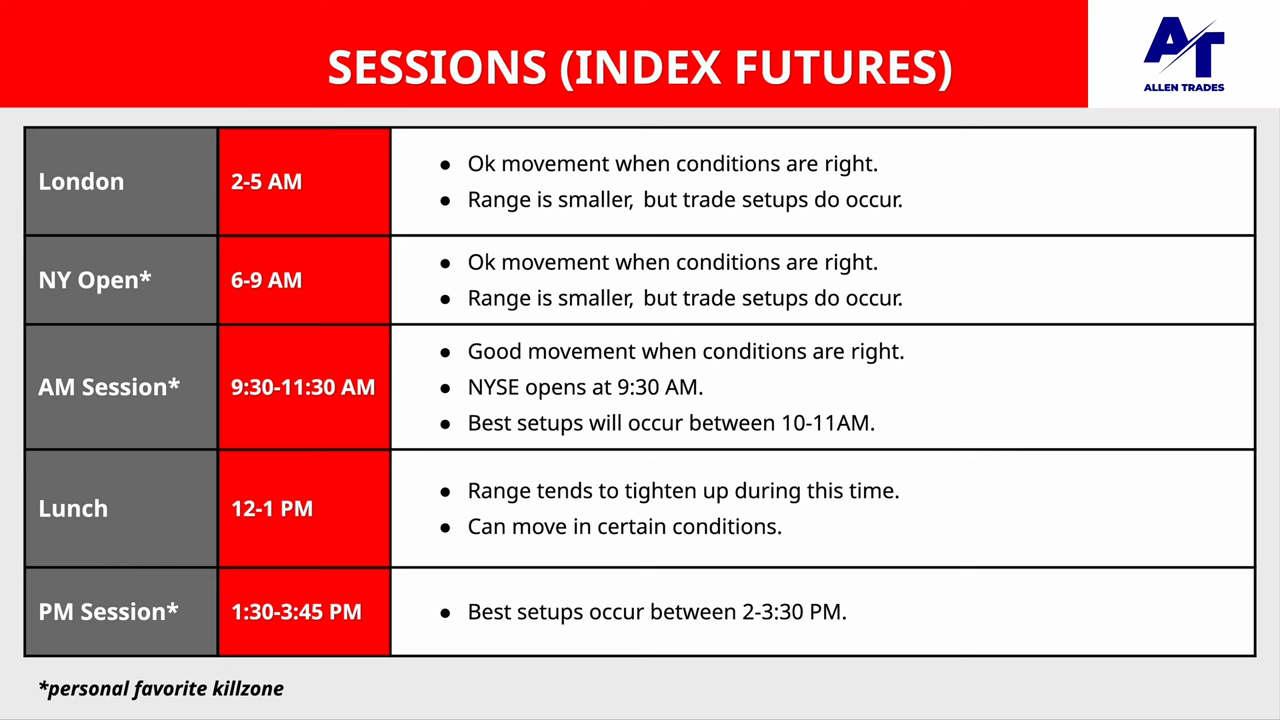 SESSIONS (INDEX FUTURES)
AT
ALLEN TRADES
London
2-5 AM
● Ok movement when conditions are right.
● Range is smaller, but trade setups do occur.
NY Open*
6-9 AM
● Ok movement when conditions are right.
● Range is smaller, but trade setups do occur.
AM Session*
9:30-11:30 AM
● Good movement when conditions are right.
● NYSE opens at 9:30 AM.
● Best setups will occur between 10-11AM.
Lunch
12-1 PM
● Range tends to tighten up during this time.
● Can move in certain conditions.
PM Session*
1:30-3:45 PM
● Best setups occur between 2-3:30 PM.
*personal favorite killzone